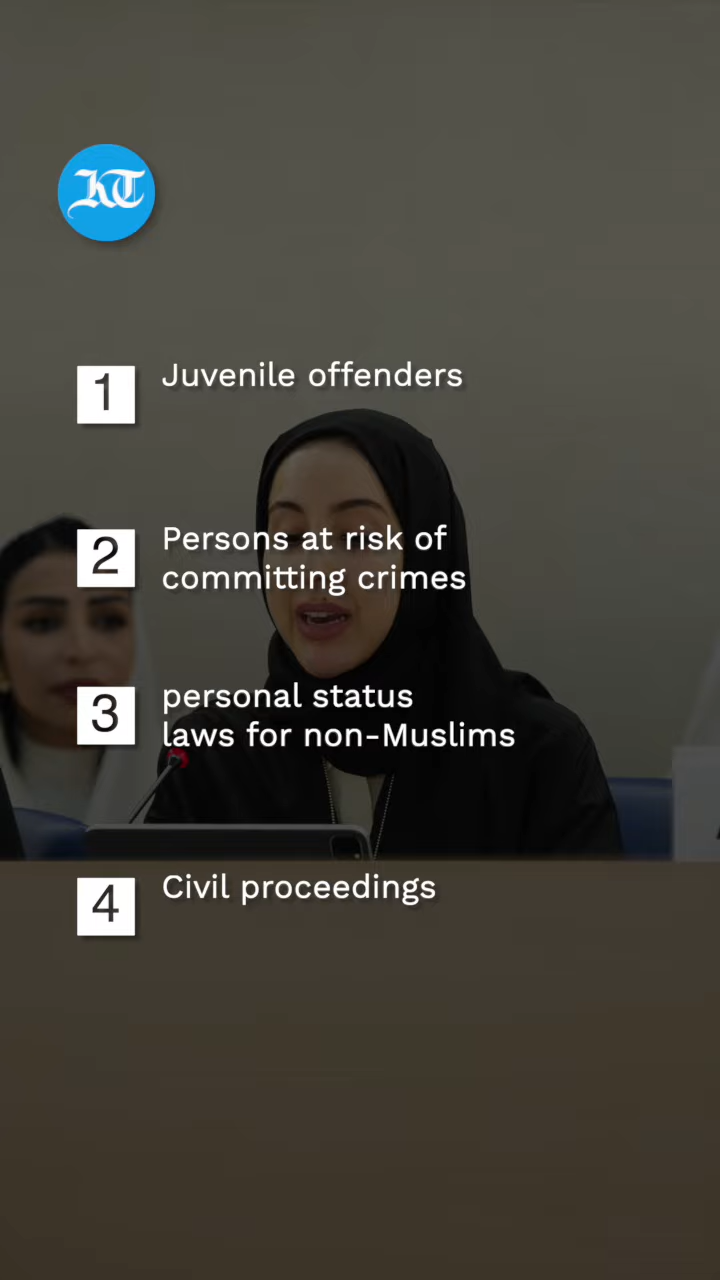 KT
1
Juvenile offenders
2
Persons at risk of
committing crimes
3
personal status
laws for non-Muslims
4
Civil proceedings